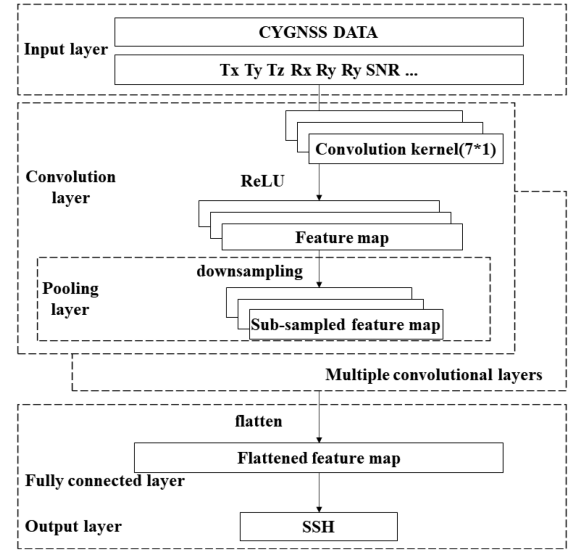 CYGNSS DATA
Input layer
Tx Ty Tz Rx Ry Ry SNR ...
Convolution kernel(7*1)
Convolution
layer
ReLU
Feature map
downsampling
Pooling
layer
Sub-sampled feature map
Multiple convolutional layers
flatten
Flattened feature map
Fully connected layer
Output layer
SSH